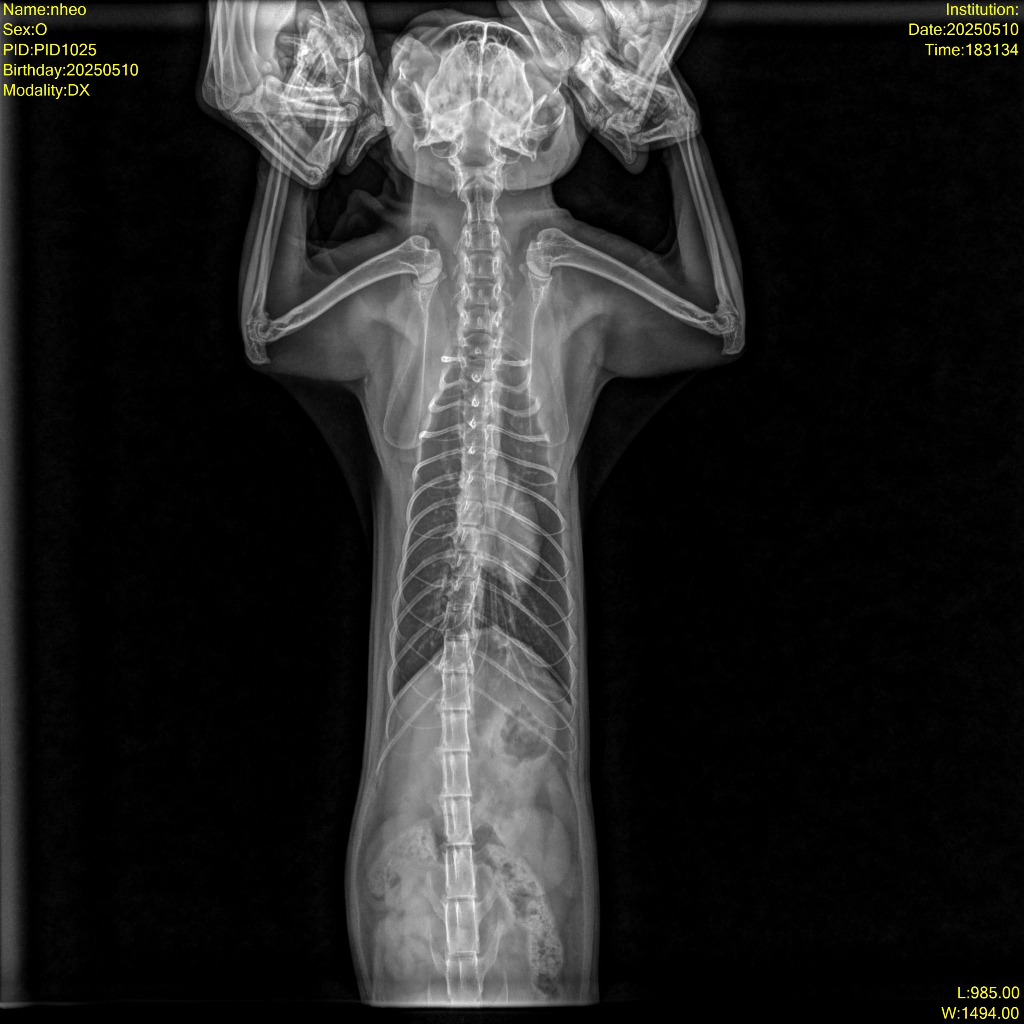 Name:nheo
Sex:O
PID:PID1025
Birthday:20250510
Modality:DX
Institution:
Date:20250510
Time:183134
L:985.00
W:1494.00